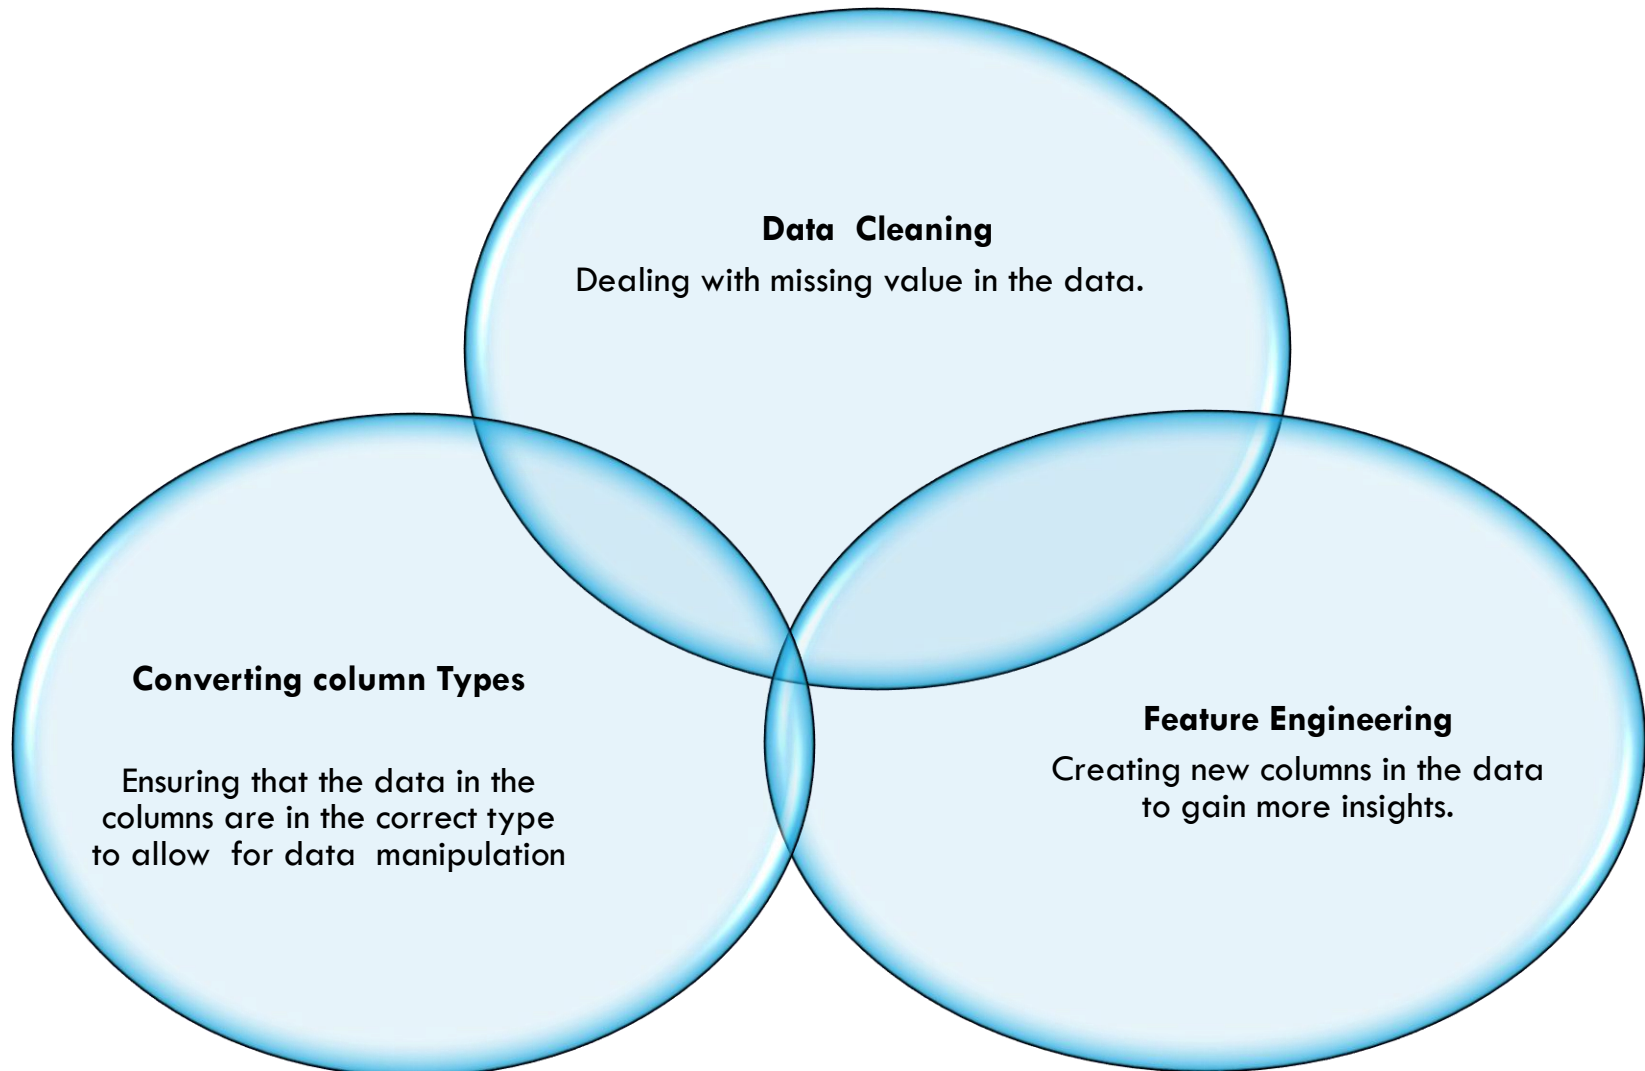 Data  Cleaning
Dealing with missing value in the data.
Converting column Types
Ensuring that the data in the
columns are in the correct type
to allow  for data  manipulation
Feature Engineering
Creating new columns in the data
to gain more insights.